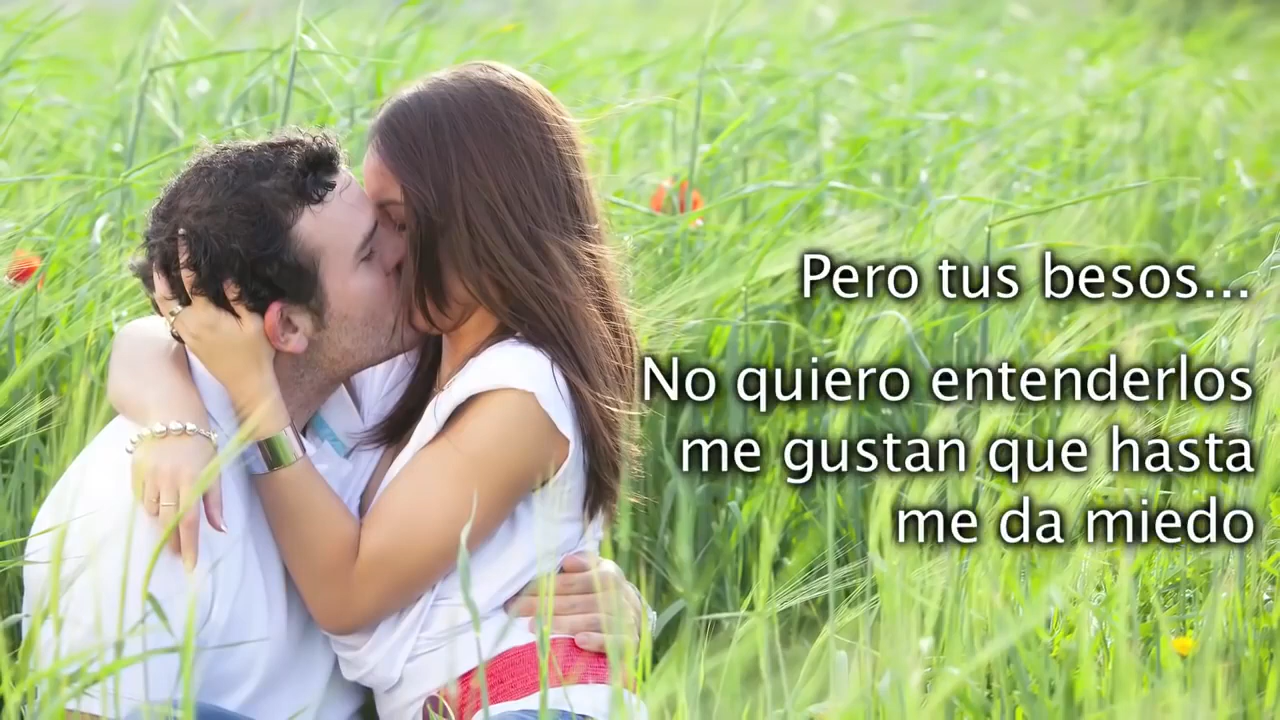 Pero tus besos...
No quiero entenderlos
me gustan que hasta
me da miedo